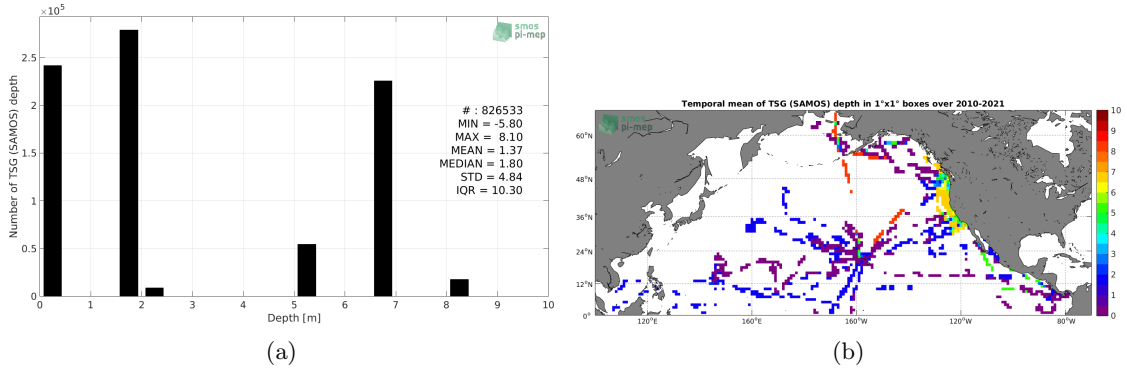 ×10⁵
smos
pi-mep
Number of TSG (SAMOS) depth
2.5
2
1.5
1
0.5
0
# : 826533
MIN = -5.80
MAX = 8.10
MEAN = 1.37
MEDIAN = 1.80
STD = 4.84
IQR = 10.30
0 1 2 3 4 5 6 7 8 9 10
Depth [m]
(a)
Temporal mean of TSG (SAMOS) depth in 1°x1° boxes over 2010-2021
smos
pi-mep
60°N
48°N
36°N
24°N
12°N
0°
120°E 160°E 160°W 120°W 80°W
10
9
8
7
6
5
4
3
2
1
0
(b)